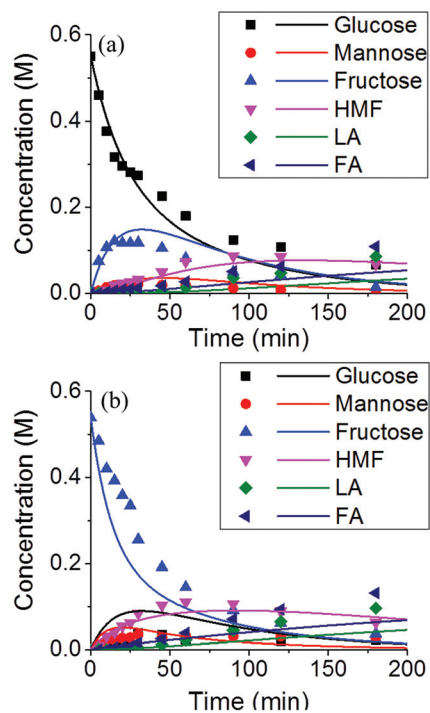 (a)
Glucose
Mannose
Fructose
HMF
LA
FA
Concentration (M)
0.6
0.4
0.2
0.0
0 50 100 150 200
Time (min)
(b)
Glucose
Mannose
Fructose
HMF
LA
FA
Concentration (M)
0.6
0.4
0.2
0.0
0 50 100 150 200
Time (min)